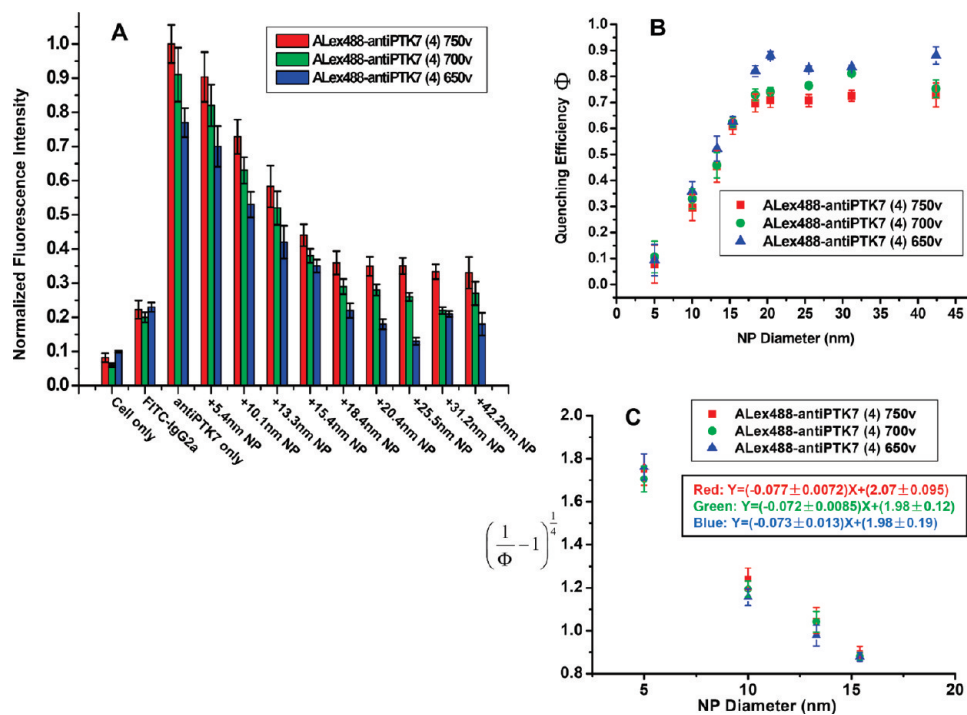 A
ALex488-antiPTK7 (4) 750v
ALex488-antiPTK7 (4) 700v
ALex488-antiPTK7 (4) 650v
Normalized Fluorescence Intensity
1.0
0.9
0.8
0.7
0.6
0.5
0.4
0.3
0.2
0.1
0.0
Cell only
FITC-IgG2a
antiPTK7 only
+5.4nm NP
+10.1nm NP
+13.3nm NP
+15.4nm NP
+18.4nm NP
+20.4nm NP
+25.5nm NP
+31.2nm NP
+42.2nm NP
B
Quenching Efficiency Φ
1.0
0.9
0.8
0.7
0.6
0.5
0.4
0.3
0.2
0.1
0.0
ALex488-antiPTK7 (4) 750v
ALex488-antiPTK7 (4) 700v
ALex488-antiPTK7 (4) 650v
0 5 10 15 20 25 30 35 40 45
NP Diameter (nm)
C
ALex488-antiPTK7 (4) 750v
ALex488-antiPTK7 (4) 700v
ALex488-antiPTK7 (4) 650v
Red: Y=(-0.077±0.0072)X+(2.07±0.095)
Green: Y=(-0.072±0.0085)X+(1.98±0.12)
Blue: Y=(-0.073±0.013)X+(1.98±0.19)
(1/Φ-1)^1/4
2.0
1.8
1.6
1.4
1.2
1.0
0.8
5 10 15 20
NP Diameter (nm)